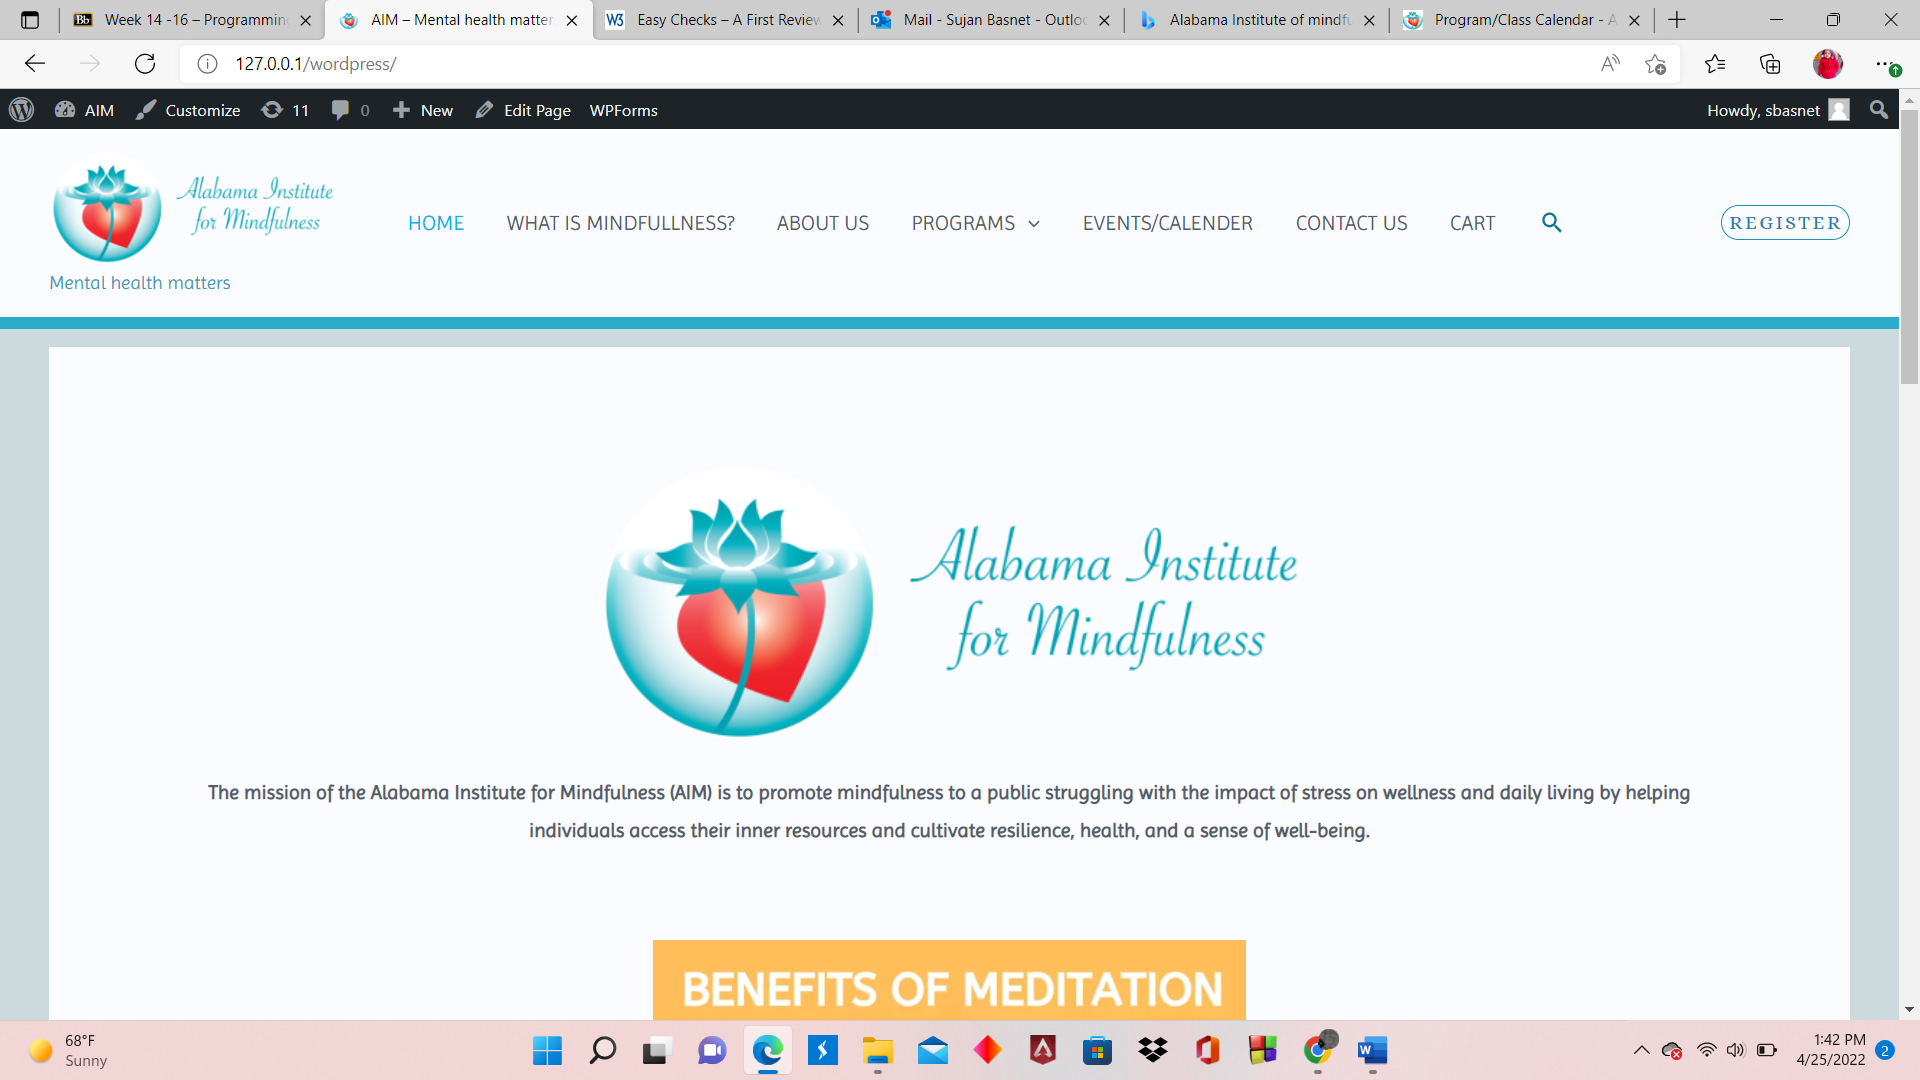 Week 14 -16 – Programming
AIM – Mental health matter
Easy Checks – A First Review
Mail - Sujan Basnet - Outloo
Alabama Institute of mindfu
Program/Class Calendar - A
127.0.0.1/wordpress/
AIM
Customize
11
0
New
Edit Page
WPForms
Howdy, sbasnet
Alabama Institute
for Mindfulness
Mental health matters
HOME
WHAT IS MINDFULLNESS?
ABOUT US
PROGRAMS
EVENTS/CALENDER
CONTACT US
CART
REGISTER
Alabama Institute
for Mindfulness
The mission of the Alabama Institute for Mindfulness (AIM) is to promote mindfulness to a public struggling with the impact of stress on wellness and daily living by helping
individuals access their inner resources and cultivate resilience, health, and a sense of well-being.
BENEFITS OF MEDITATION
68°F
Sunny
1:42 PM
4/25/2022
2